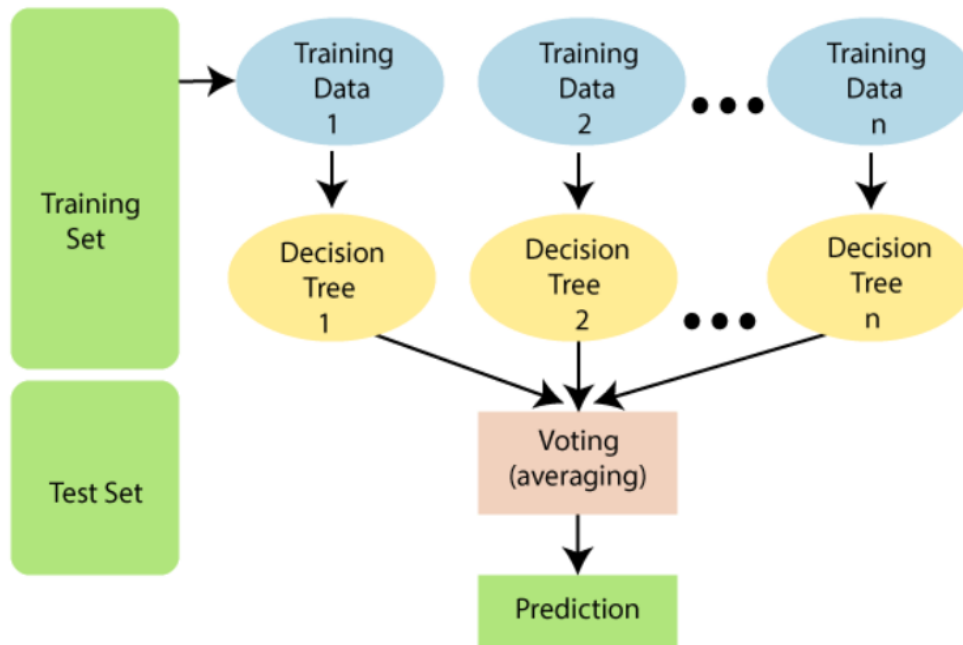 Training
Data
1
Training
Data
2
Training
Data
n
Training
Set
Decision
Tree
1
Decision
Tree
2
Decision
Tree
n
Voting
(averaging)
Test Set
Prediction